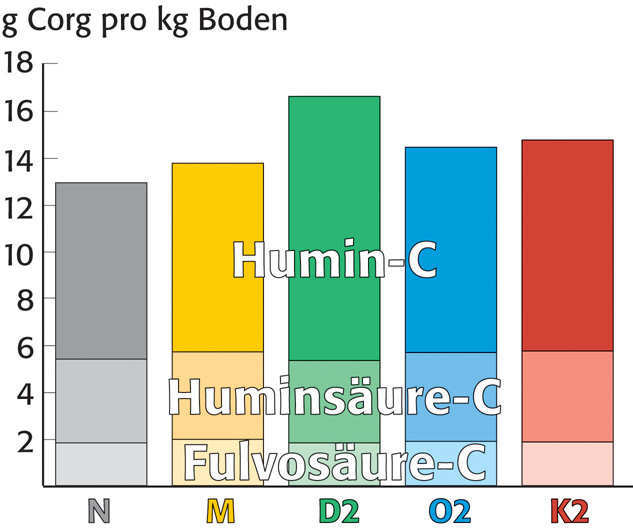 g Corg pro kg Boden
18
16
14
12
10
8
6
4
2
Humin-C
Huminsäure-C
Fulvosäure-C
N M D2 O2 K2